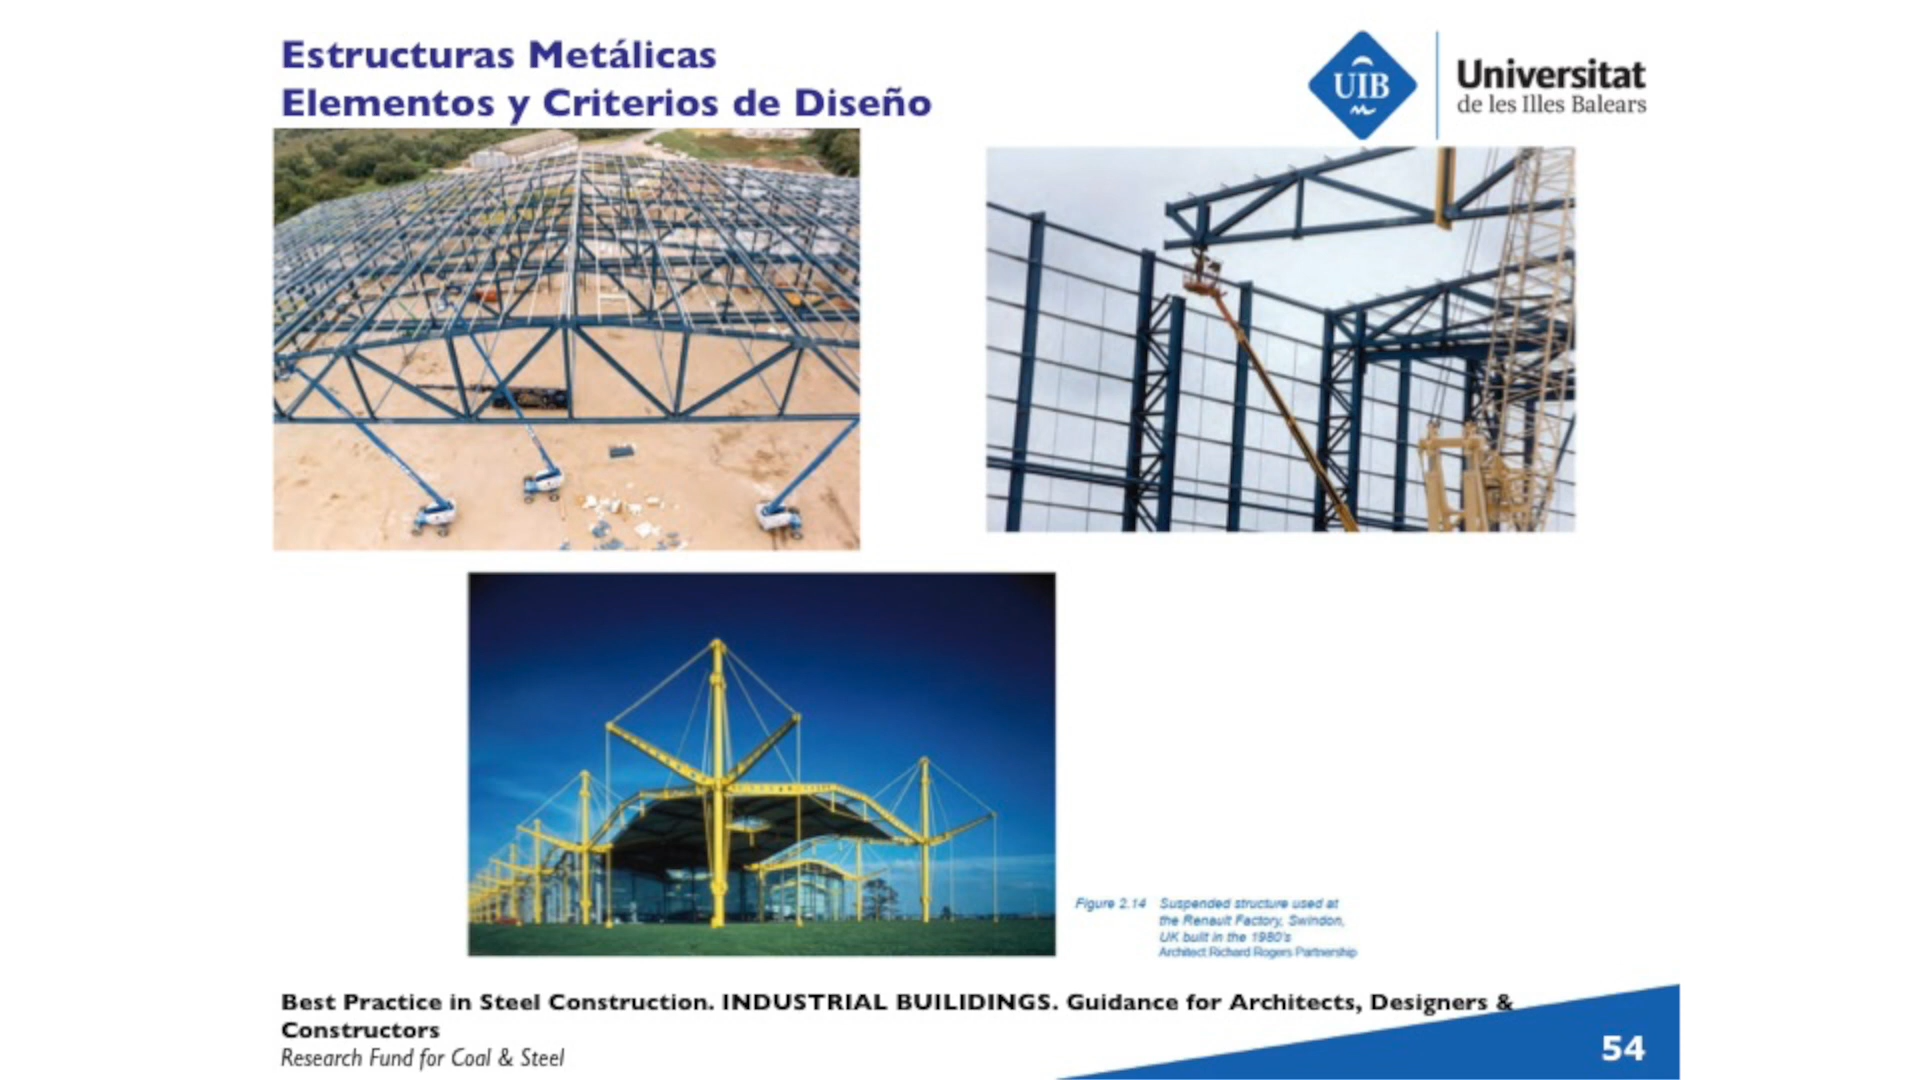 Estructuras Metálicas
Elementos y Criterios de Diseño
UIB
Universitat
de les Illes Balears
Figure 2.14 Suspended structure used at
the Renault Factory, Swindon,
UK built in the 1980's
Architect Richard Rogers Partnership
Best Practice in Steel Construction. INDUSTRIAL BUILIDINGS. Guidance for Architects, Designers &
Constructors
Research Fund for Coal & Steel
54